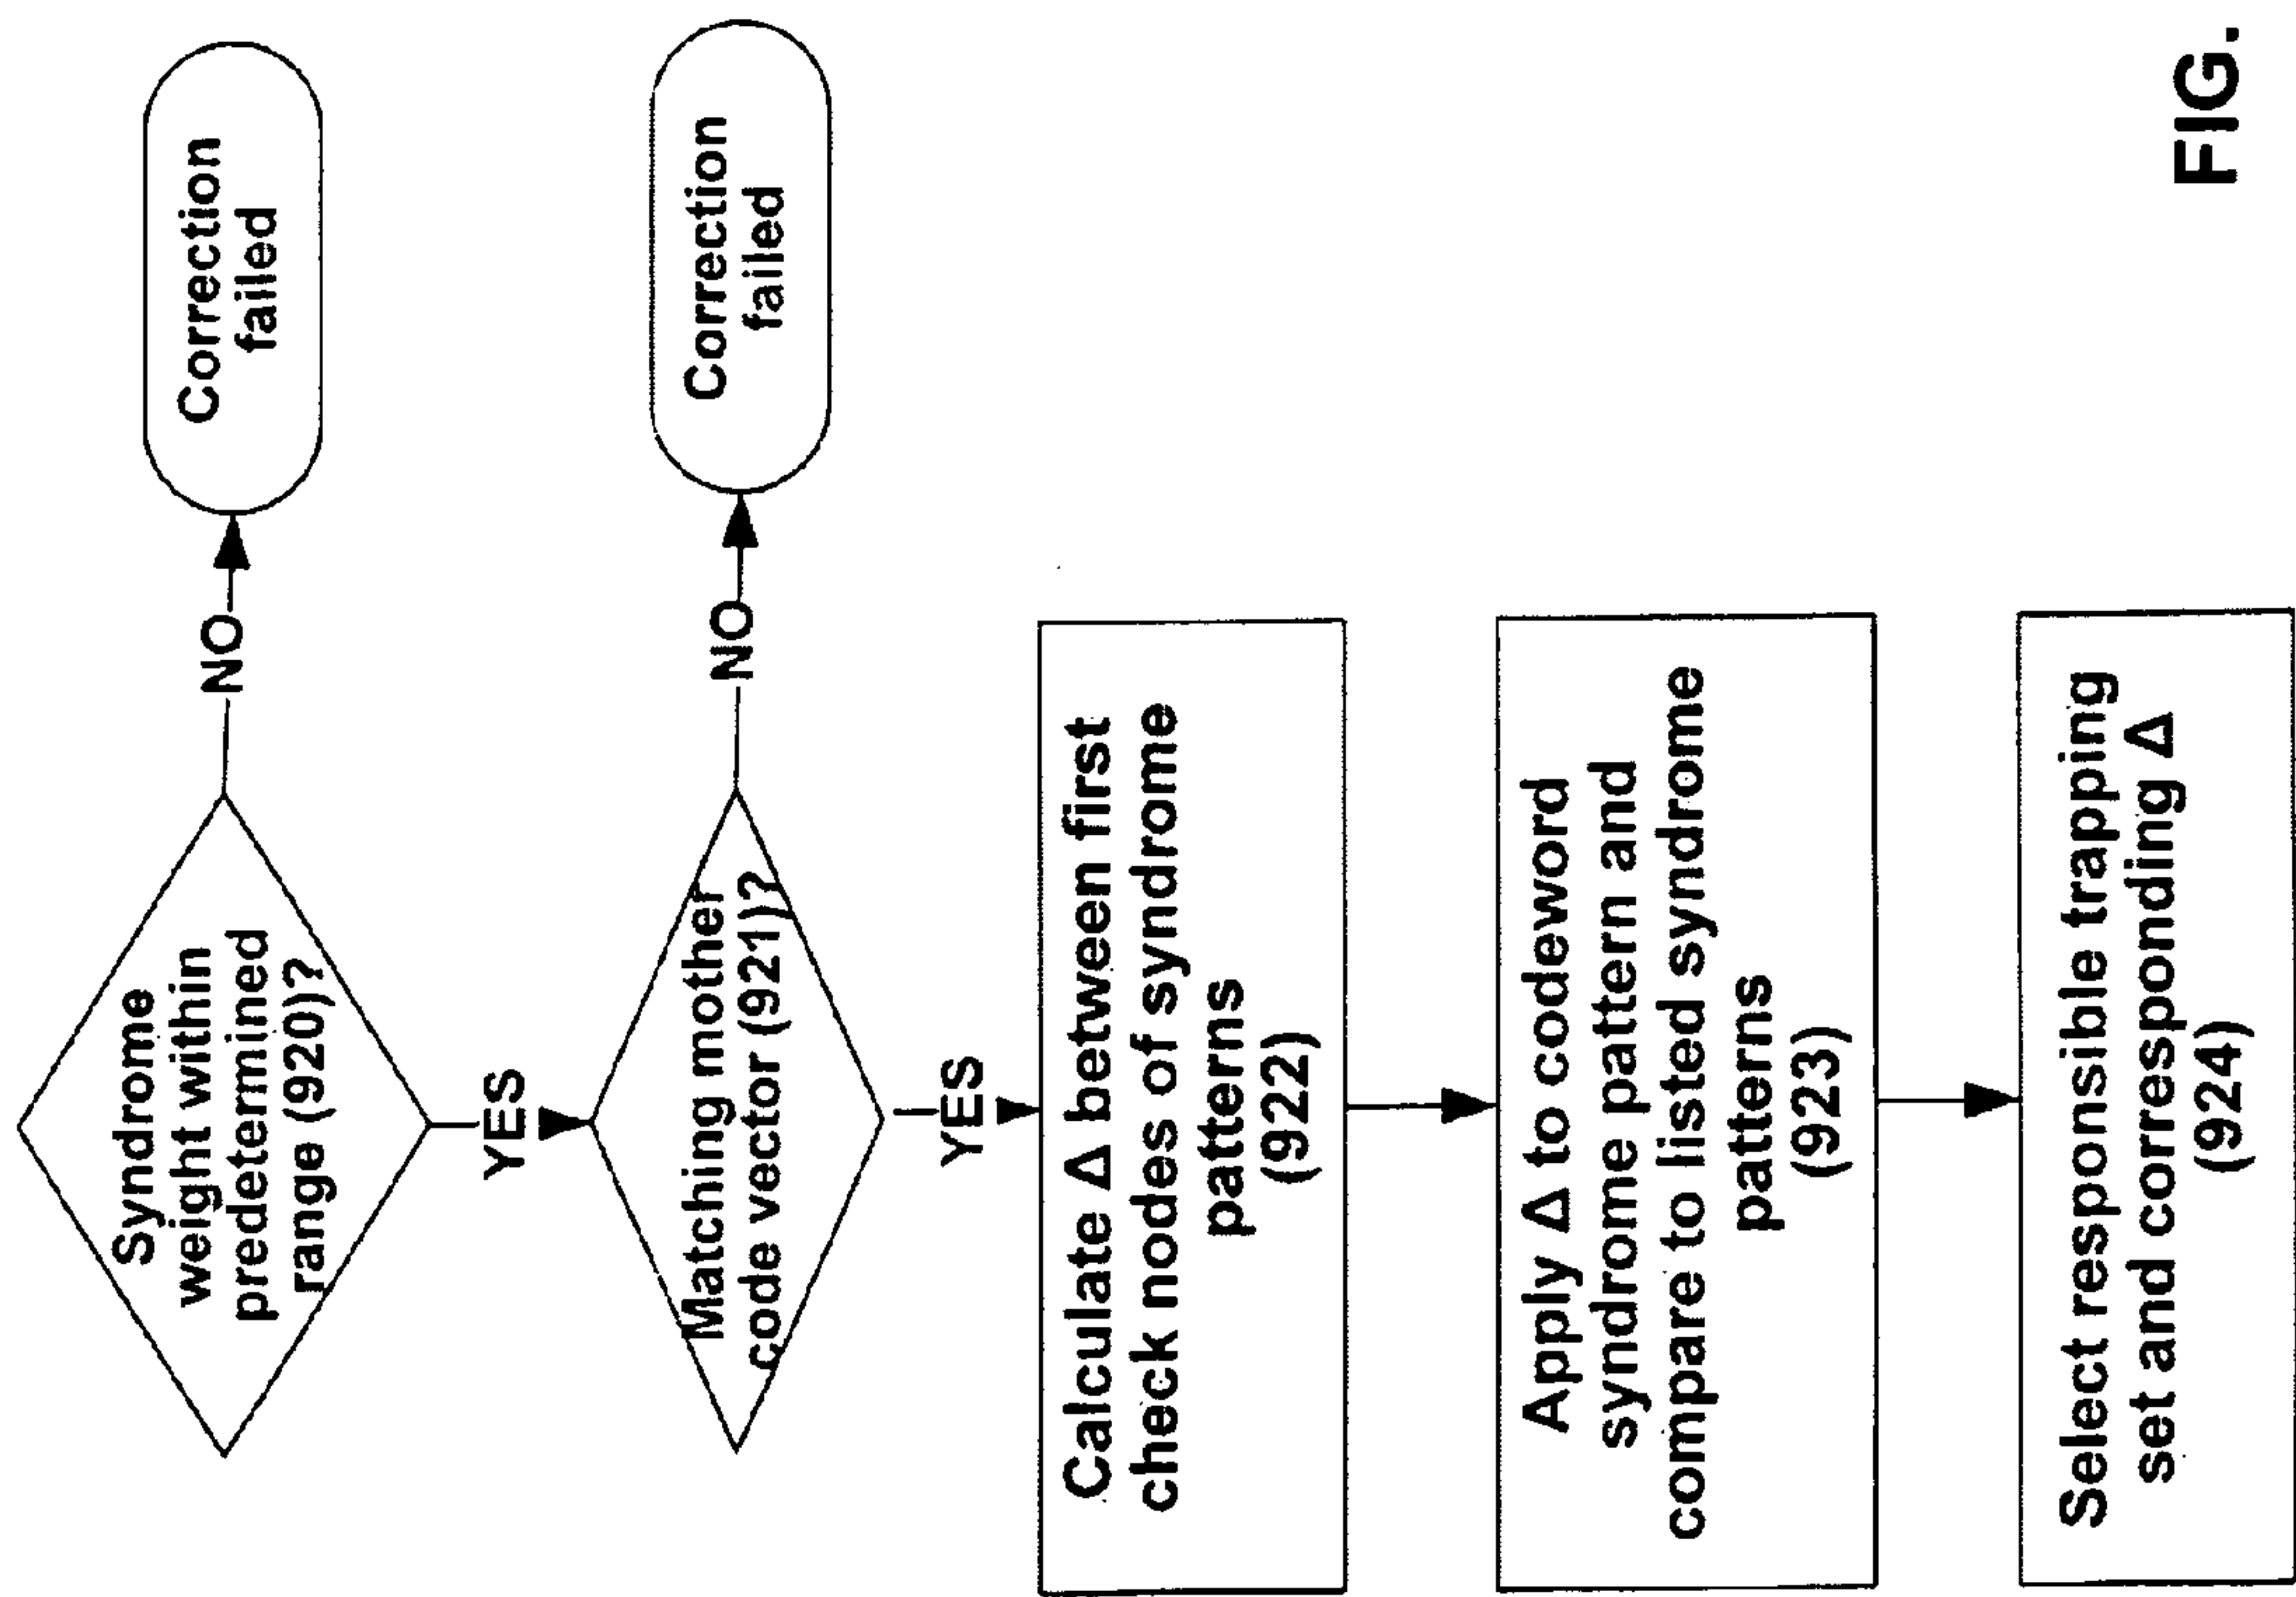 Syndrome
weight within
predetermined
range (920)?
NO
Correction
failed
YES
Matching mother
code vector (921)?
NO
Correction
failed
YES
Calculate Δ between first
check nodes of syndrome
patterns
(922)
Apply Δ to codeword
syndrome pattern and
compare to listed syndrome
patterns
(923)
Select responsible trapping
set and corresponding Δ
(924)
FIG.